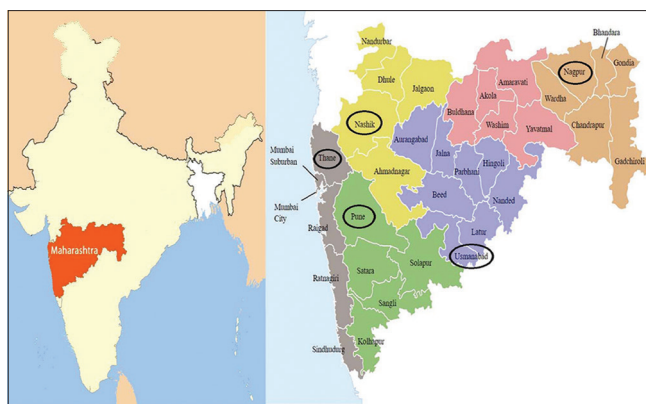 Maharashtra
Nandurbar
Dhule
Jalgaon
Nashik
Ahmadnagar
Thane
Mumbai
Suburban
Mumbai
City
Raigad
Ratnagiri
Sindhudurg
Pune
Satara
Solapur
Sangli
Kolhapur
Aurangabad
Jalna
Parbhani
Hingoli
Beed
Nanded
Latur
Usmanabad
Buldhana
Akola
Amaravati
Washim
Yavatmal
Wardha
Nagpur
Bhandara
Gondia
Chandrapur
Gadchiroli